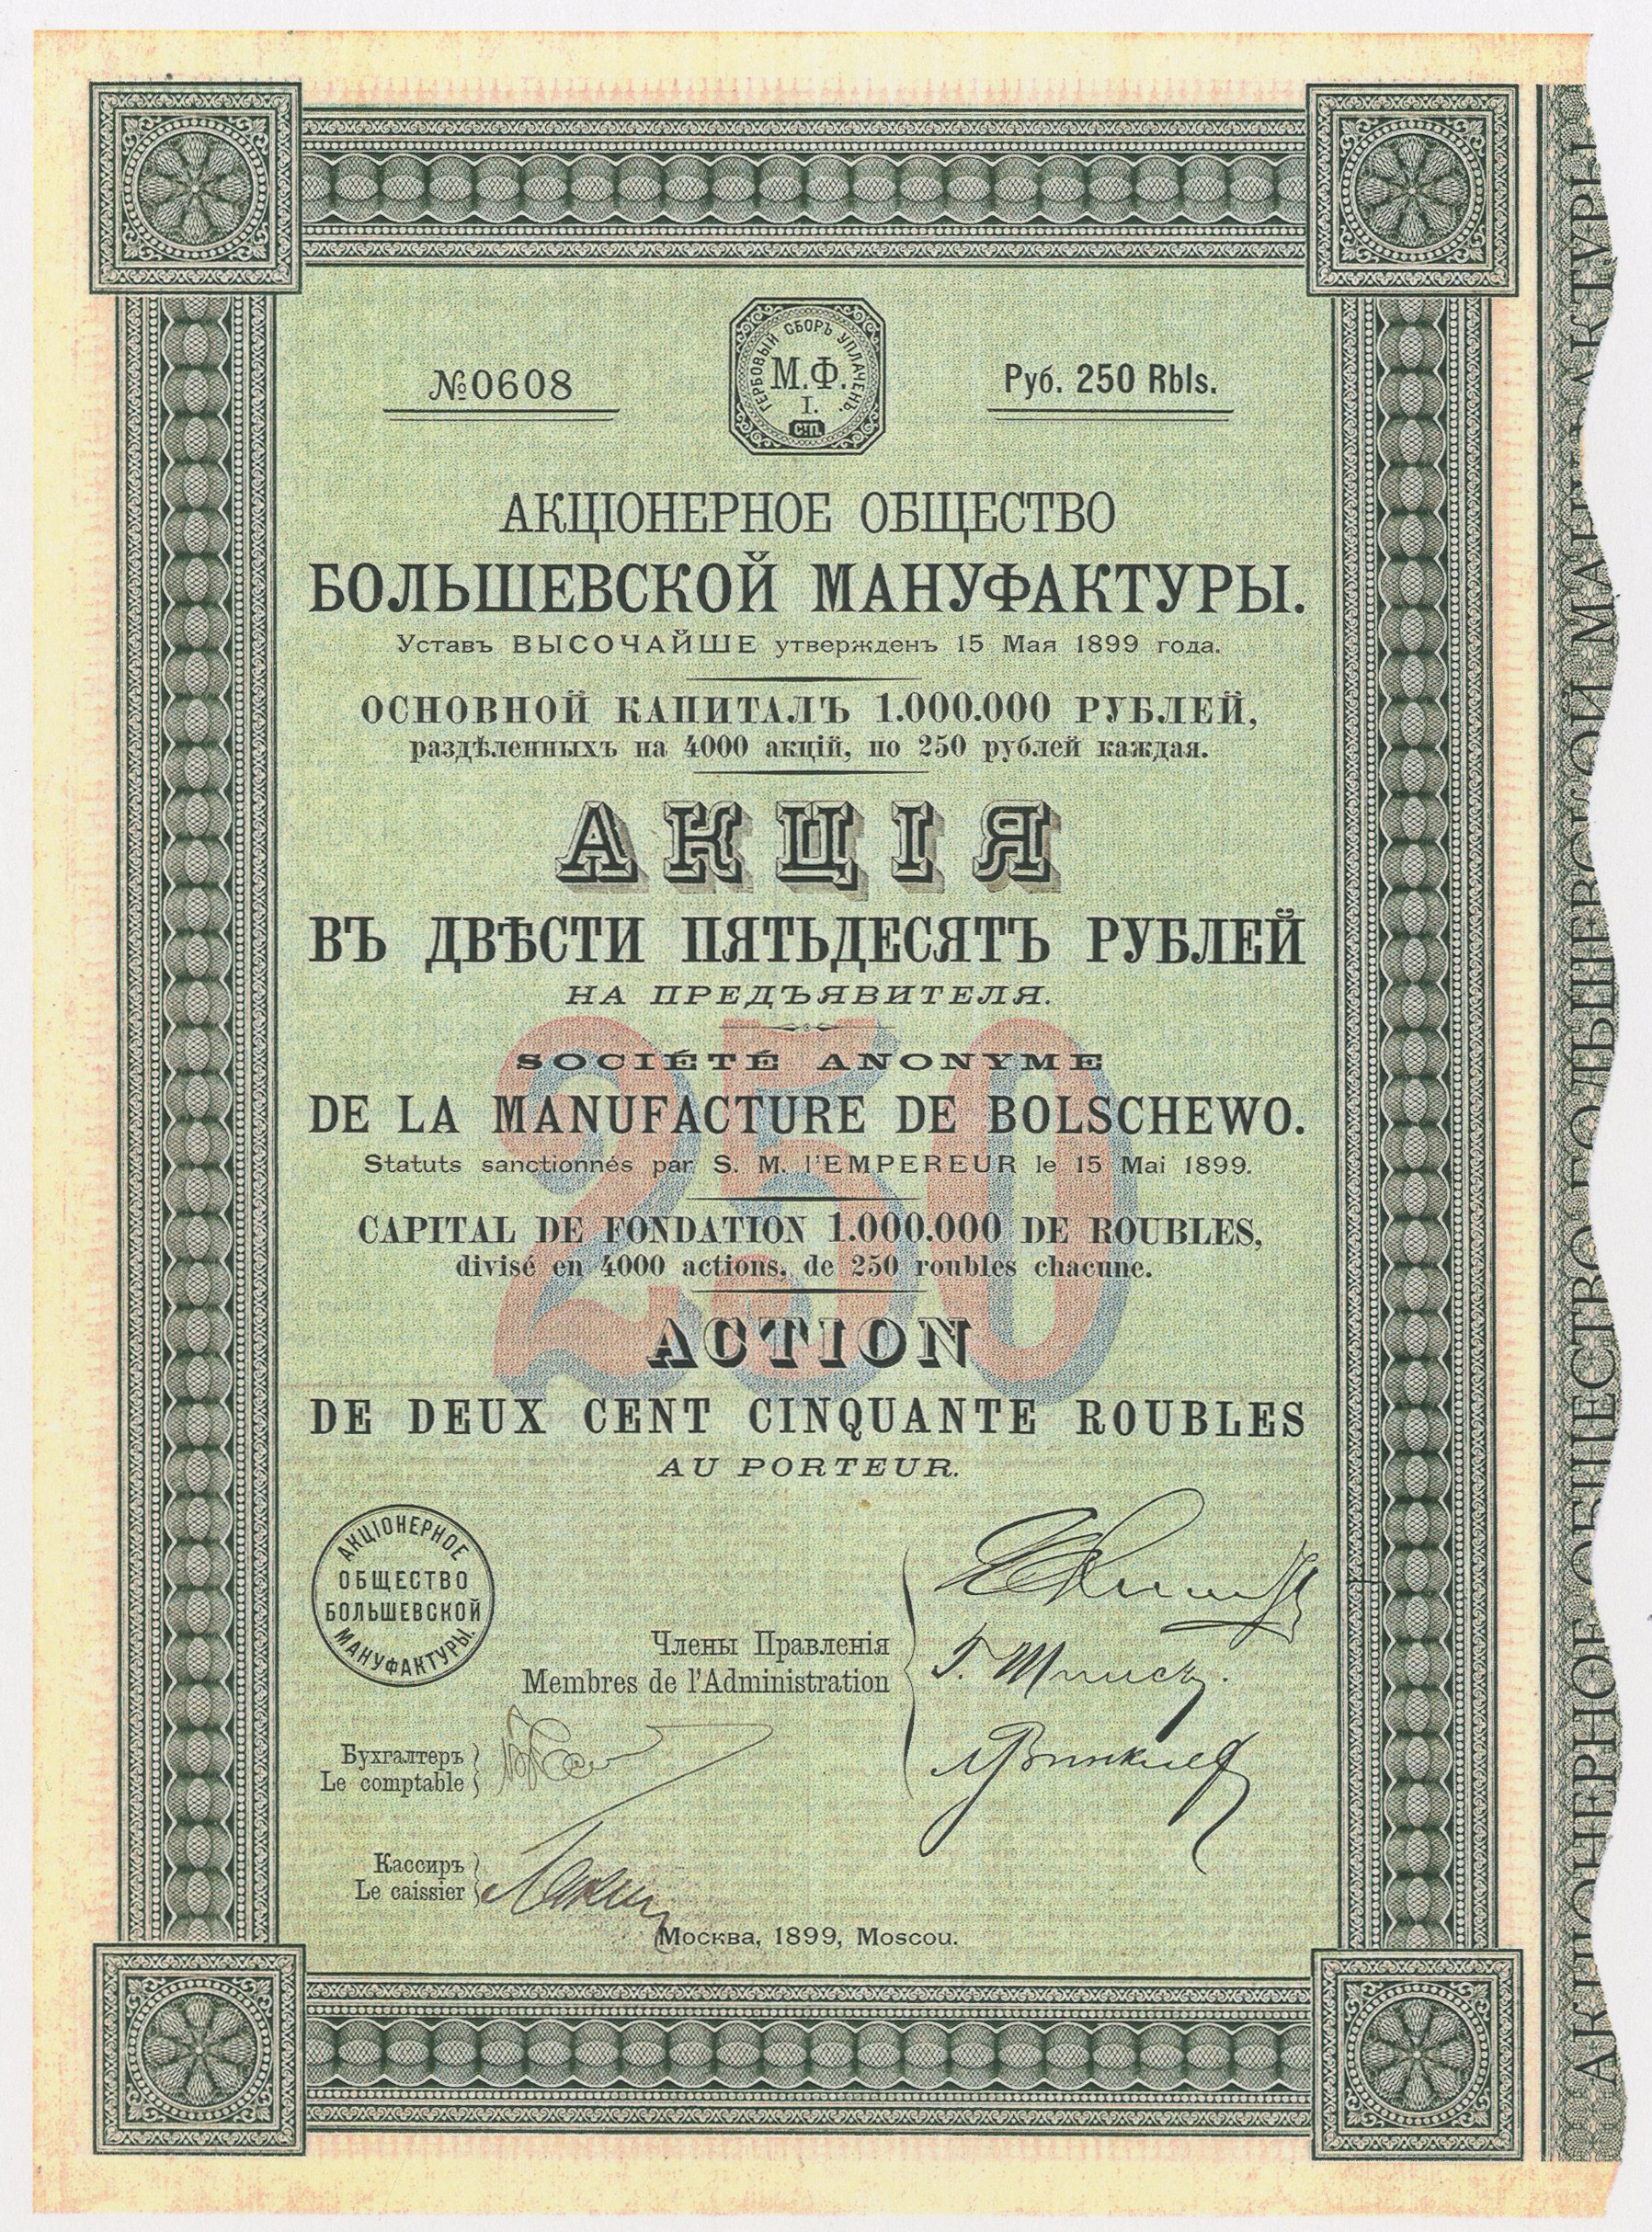 №0608
ГЕРБОВЫЙ СБОРЪ УПЛАЧЕНЪ.
М.Ф.
I.
С.П.
Руб. 250 Rbls.
АКЦІОНЕРНОЕ ОБЩЕСТВО
БОЛЬШЕВСКОЙ МАНУФАКТУРЫ.
Уставъ ВЫСОЧАЙШЕ утвержденъ 15 Мая 1899 года.
ОСНОВНОЙ КАПИТАЛЪ 1.000.000 РУБЛЕЙ,
раздѣленныхъ на 4000 акцій, по 250 рублей каждая.
АКЦІЯ
ВЪ ДВѢСТИ ПЯТЬДЕСЯТЪ РУБЛЕЙ
НА ПРЕДЪЯВИТЕЛЯ.
250
SOCIÉTÉ ANONYME
DE LA MANUFACTURE DE BOLSCHEWO.
Statuts sanctionnés par S. M. l'EMPEREUR le 15 Mai 1899.
CAPITAL DE FONDATION 1.000.000 DE ROUBLES,
divisé en 4000 actions, de 250 roubles chacune.
ACTION
DE DEUX CENT CINQUANTE ROUBLES
AU PORTEUR.
АКЦІОНЕРНОЕ
ОБЩЕСТВО
БОЛЬШЕВСКОЙ
МАНУФАКТУРЫ.
Члены Правленія
Membres de l'Administration
Бухгалтеръ
Le comptable
Кассиръ
Le caissier
Москва, 1899, Moscou.
АКЦІОНЕРНОЕ ОБЩЕСТВО БОЛЬШЕВСКОЙ МАНУФАКТУРЫ